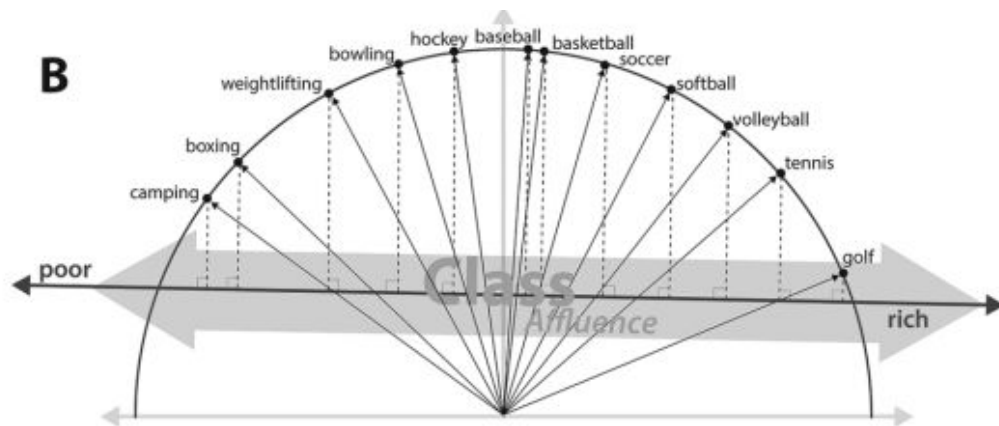 B
hockey baseball basketball
bowling soccer
weightlifting softball
volleyball
boxing tennis
camping
golf
poor Class
Affluence rich